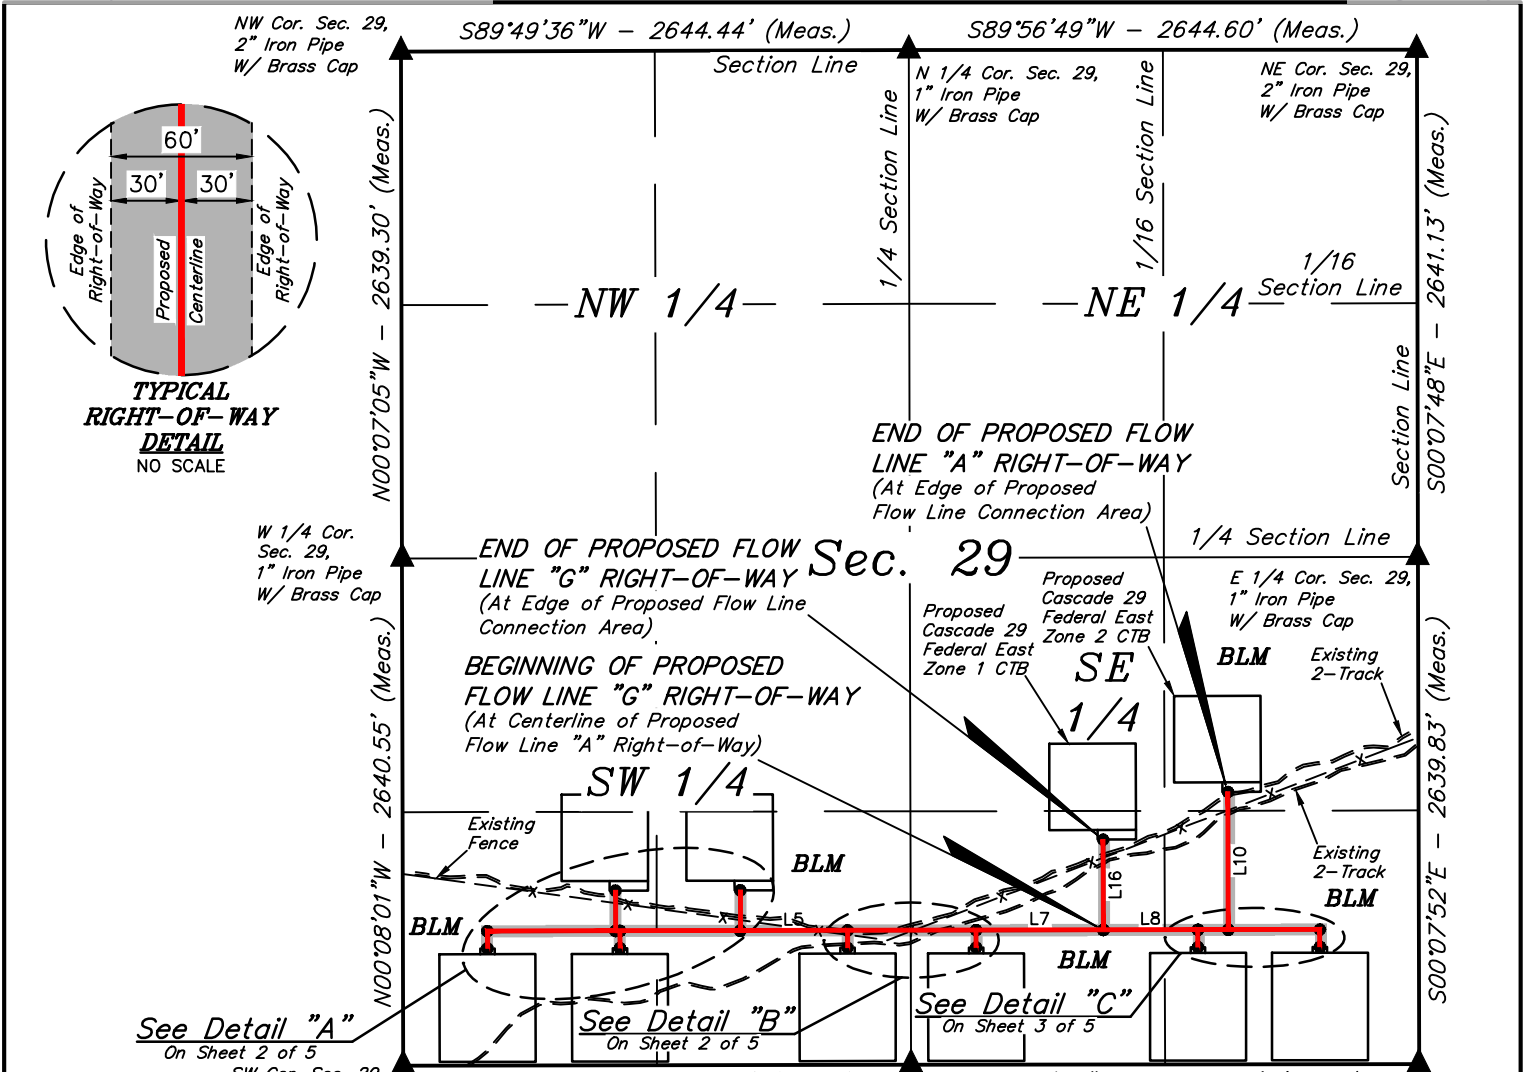 NW Cor. Sec. 29,
2" Iron Pipe
W/ Brass Cap
S89°49'36"W - 2644.44' (Meas.)
S89°56'49"W - 2644.60' (Meas.)
Section Line
N 1/4 Cor. Sec. 29,
1" Iron Pipe
W/ Brass Cap
NE Cor. Sec. 29,
2" Iron Pipe
W/ Brass Cap
1/4 Section Line
1/16 Section Line
N00°07'05"W - 2639.30' (Meas.)
S00°07'48"E - 2641.13' (Meas.)
60'
30'
30'
Edge of
Right-of-Way
Proposed
Centerline
Edge of
Right-of-Way
TYPICAL
RIGHT-OF-WAY
DETAIL
NO SCALE
1/16
Section Line
NW 1/4
NE 1/4
Section Line
END OF PROPOSED FLOW
LINE "A" RIGHT-OF-WAY
(At Edge of Proposed
Flow Line Connection Area)
W 1/4 Cor.
Sec. 29,
1" Iron Pipe
W/ Brass Cap
1/4 Section Line
END OF PROPOSED FLOW
LINE "G" RIGHT-OF-WAY
(At Edge of Proposed Flow Line
Connection Area)
Sec. 29
Proposed
Cascade 29
Federal East
Zone 1 CTB
Proposed
Cascade 29
Federal East
Zone 2 CTB
E 1/4 Cor. Sec. 29,
1" Iron Pipe
W/ Brass Cap
BEGINNING OF PROPOSED
FLOW LINE "G" RIGHT-OF-WAY
(At Centerline of Proposed
Flow Line "A" Right-of-Way)
SE
1/4
BLM
Existing
2-Track
N00°08'01"W - 2640.55' (Meas.)
S00°07'52"E - 2639.83' (Meas.)
SW 1/4
Existing
Fence
BLM
L16
L10
Existing
2-Track
BLM
BLM
L5
L7
L8
BLM
See Detail "A"
On Sheet 2 of 5
See Detail "B"
On Sheet 2 of 5
See Detail "C"
On Sheet 3 of 5